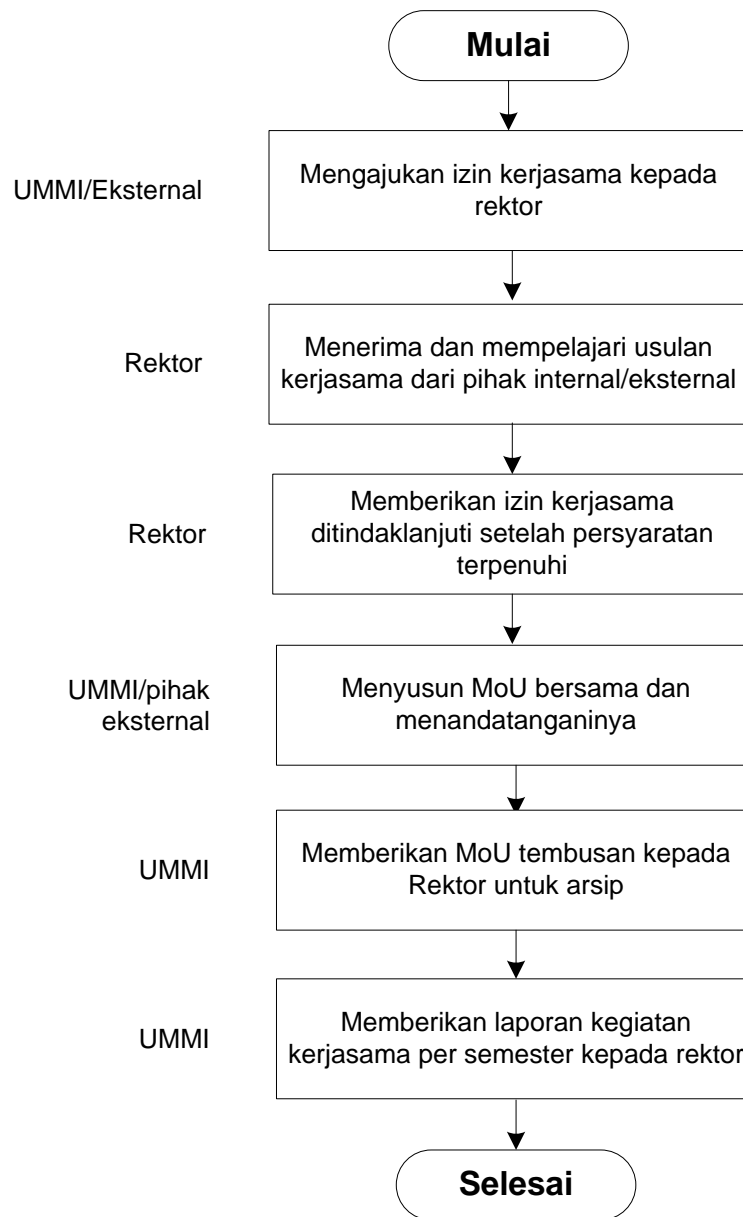 Mulai
UMMI/Eksternal
Mengajukan izin kerjasama kepada
rektor
Rektor
Menerima dan mempelajari usulan
kerjasama dari pihak internal/eksternal
Rektor
Memberikan izin kerjasama
ditindaklanjuti setelah persyaratan
terpenuhi
UMMI/pihak
eksternal
Menyusun MoU bersama dan
menandatanganinya
UMMI
Memberikan MoU tembusan kepada
Rektor untuk arsip
UMMI
Memberikan laporan kegiatan
kerjasama per semester kepada rektor
Selesai